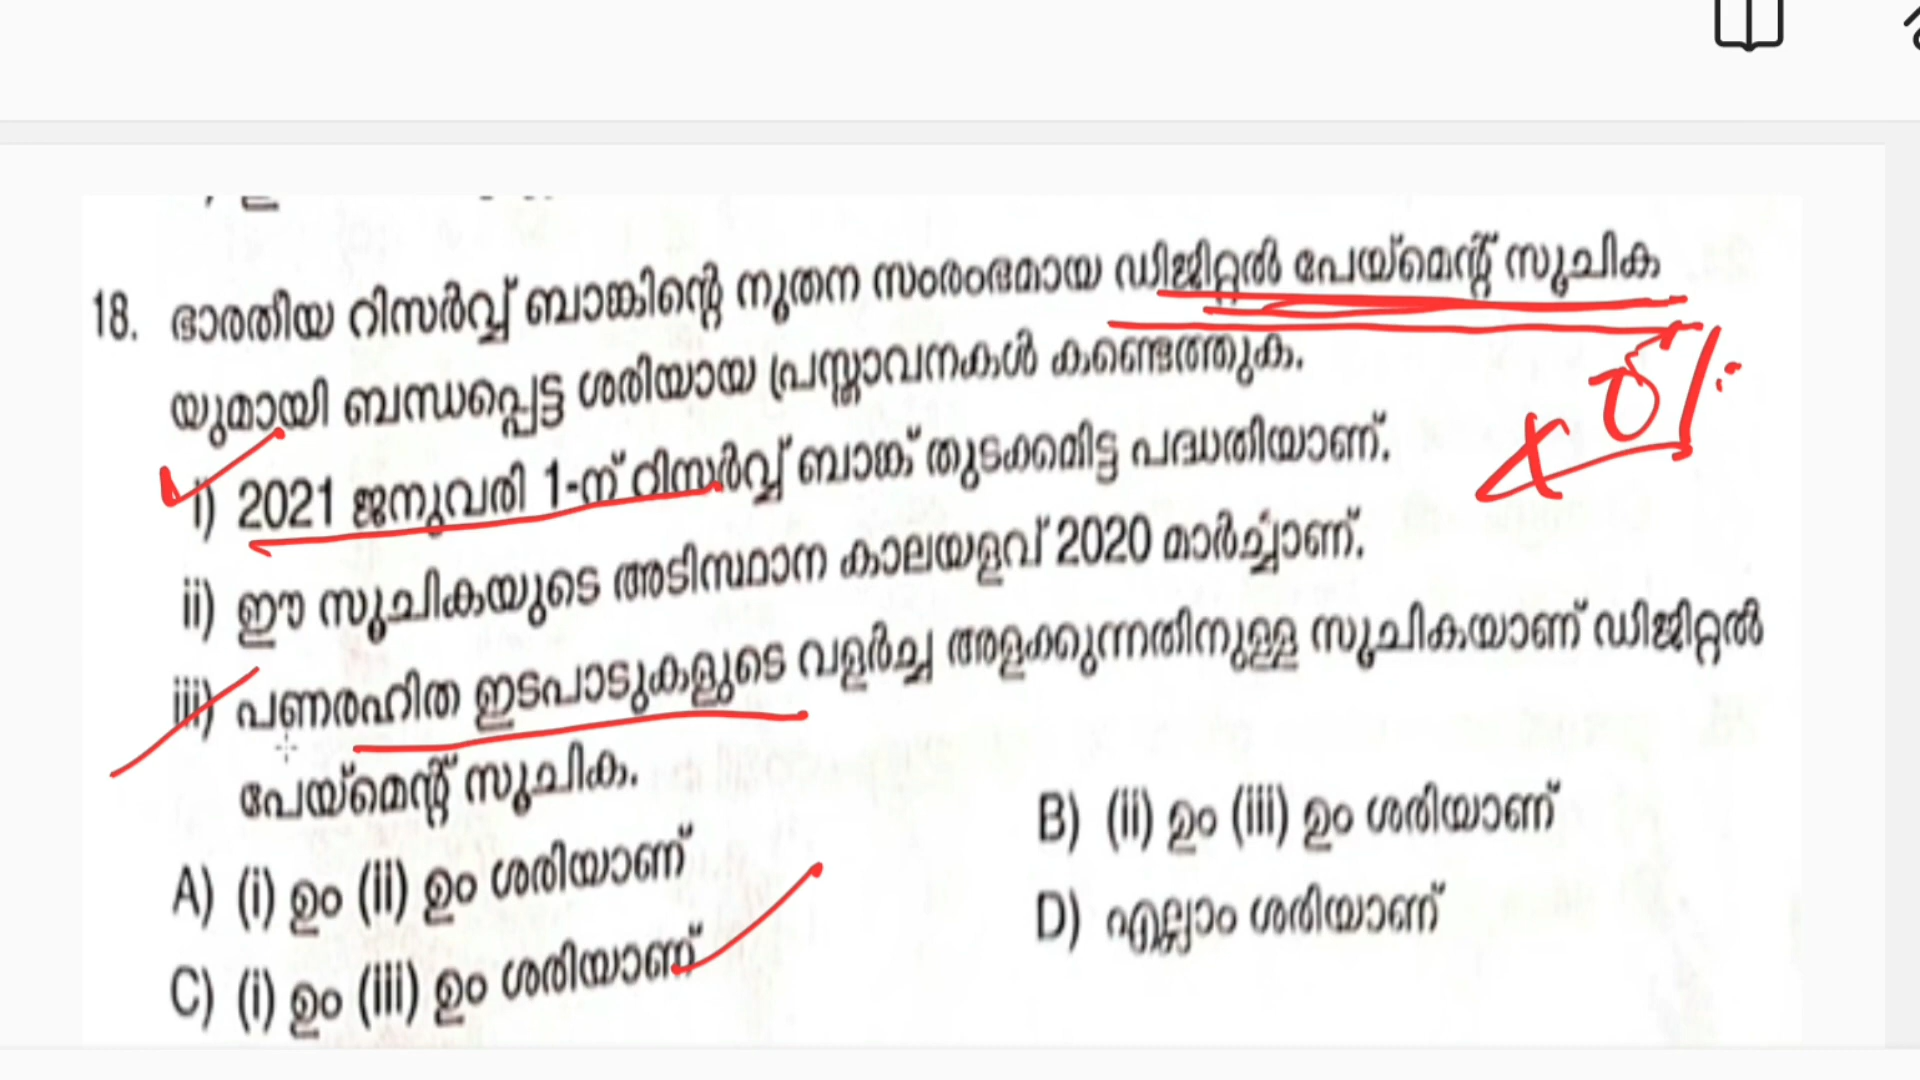 18. ഭാരതീയ റിസർവ്വ് ബാങ്കിന്റെ നൂതന സംരംഭമായ ഡിജിറ്റൽ പേയ്മെന്റ് സൂചിക
യുമായി ബന്ധപ്പെട്ട ശരിയായ പ്രസ്താവനകൾ കണ്ടെത്തുക.
i) 2021 ജനുവരി 1-ന് റിസർവ്വ് ബാങ്ക് തുടക്കമിട്ട പദ്ധതിയാണ്.
ii) ഈ സൂചികയുടെ അടിസ്ഥാന കാലയളവ് 2020 മാർച്ചാണ്.
iii) പണരഹിത ഇടപാടുകളുടെ വളർച്ച അളക്കുന്നതിനുള്ള സൂചികയാണ് ഡിജിറ്റൽ
പേയ്മെന്റ് സൂചിക.
A) (i) ഉം (ii) ഉം ശരിയാണ്
B) (ii) ഉം (iii) ഉം ശരിയാണ്
C) (i) ഉം (iii) ഉം ശരിയാണ്
D) എല്ലാം ശരിയാണ്